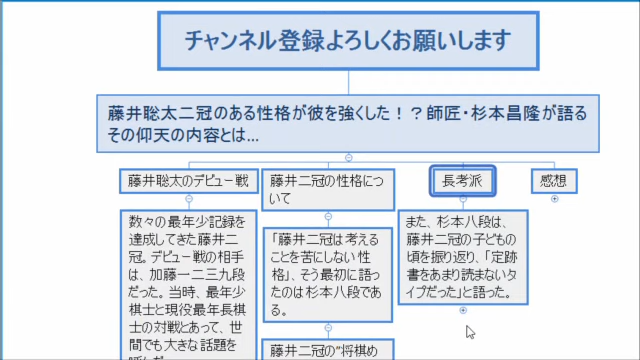 チャンネル登録よろしくお願いします
藤井聡太二冠のある性格が彼を強くした！？師匠・杉本昌隆が語る
その仰天の内容とは...
藤井聡太のデビュー戦
数々の最年少記録を
達成してきた藤井二
冠。デビュー戦の相手
は、加藤一二三九段
だった。当時、最年少
棋士と現役最年長棋
士の対戦とあって、世
間でも大きな話題を
藤井二冠の性格につ
いて
「藤井二冠は考える
ことを苦にしない性
格」、そう最初に語っ
たのは杉本八段であ
る。
藤井二冠の”将棋め
長考派
また、杉本八段は、
藤井二冠の子どもの
頃を振り返り、「定跡
書をあまり読まないタ
イプだった」と語った。
感想